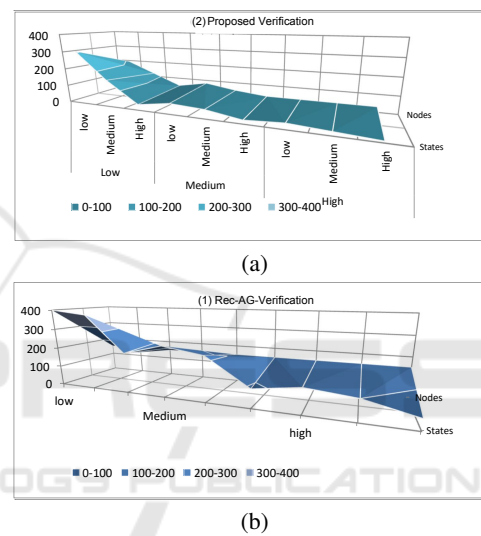 (2) Proposed Verification
400
300
200
100
0
Nodes
States
low
Medium
High
low
Medium
High
low
Medium
High
Low
Medium
High
0-100 100-200 200-300 300-400
(a)
(1) Rec-AG-Verification
400
300
200
100
0
low
Medium
high
Nodes
States
0-100 100-200 200-300 300-400
(b)
LOGY PUBLICATION